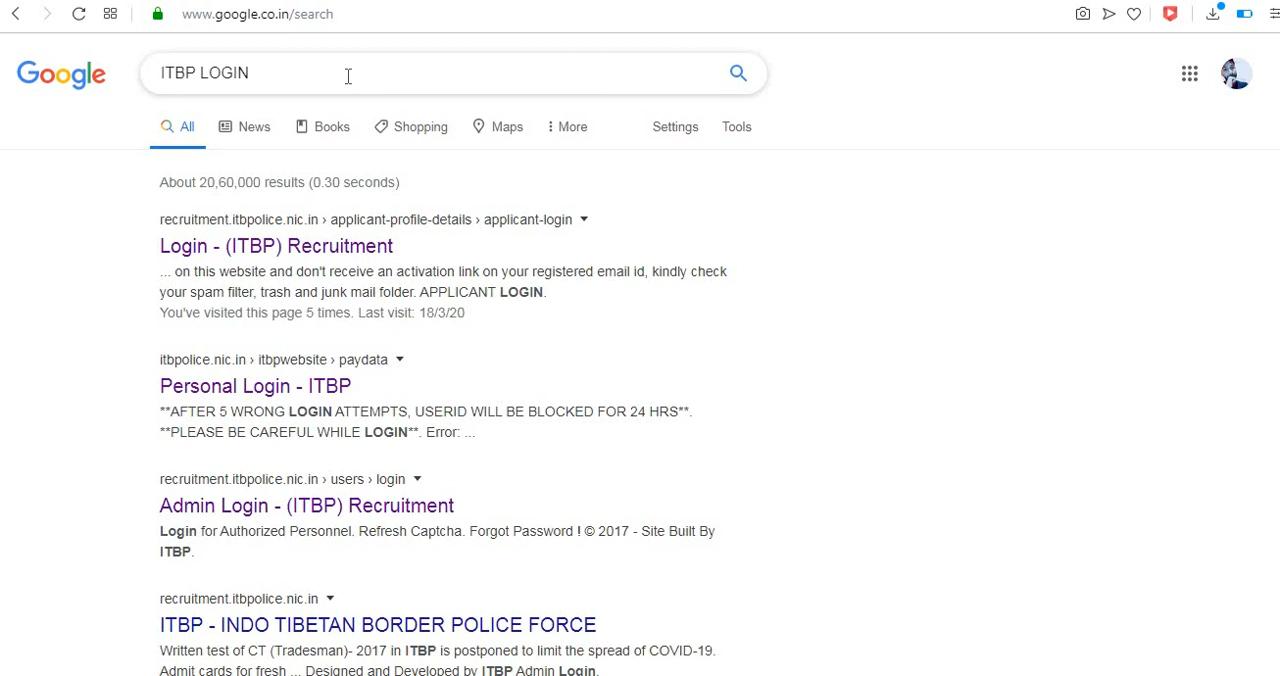 www.google.co.in/search
Google
ITBP LOGIN
All News Books Shopping Maps More Settings Tools
About 20,60,000 results (0.30 seconds)
recruitment.itbpolice.nic.in › applicant-profile-details › applicant-login
Login - (ITBP) Recruitment
... on this website and don't receive an activation link on your registered email id, kindly check
your spam filter, trash and junk mail folder. APPLICANT LOGIN.
You've visited this page 5 times. Last visit: 18/3/20
itbpolice.nic.in › itbpwebsite › paydata
Personal Login - ITBP
**AFTER 5 WRONG LOGIN ATTEMPTS, USERID WILL BE BLOCKED FOR 24 HRS**.
**PLEASE BE CAREFUL WHILE LOGIN**. Error: ...
recruitment.itbpolice.nic.in › users › login
Admin Login - (ITBP) Recruitment
Login for Authorized Personnel. Refresh Captcha. Forgot Password ! © 2017 - Site Built By
ITBP.
recruitment.itbpolice.nic.in
ITBP - INDO TIBETAN BORDER POLICE FORCE
Written test of CT (Tradesman)- 2017 in ITBP is postponed to limit the spread of COVID-19.
Admit cards for fresh ... Designed and Developed by ITBP Admin Login.